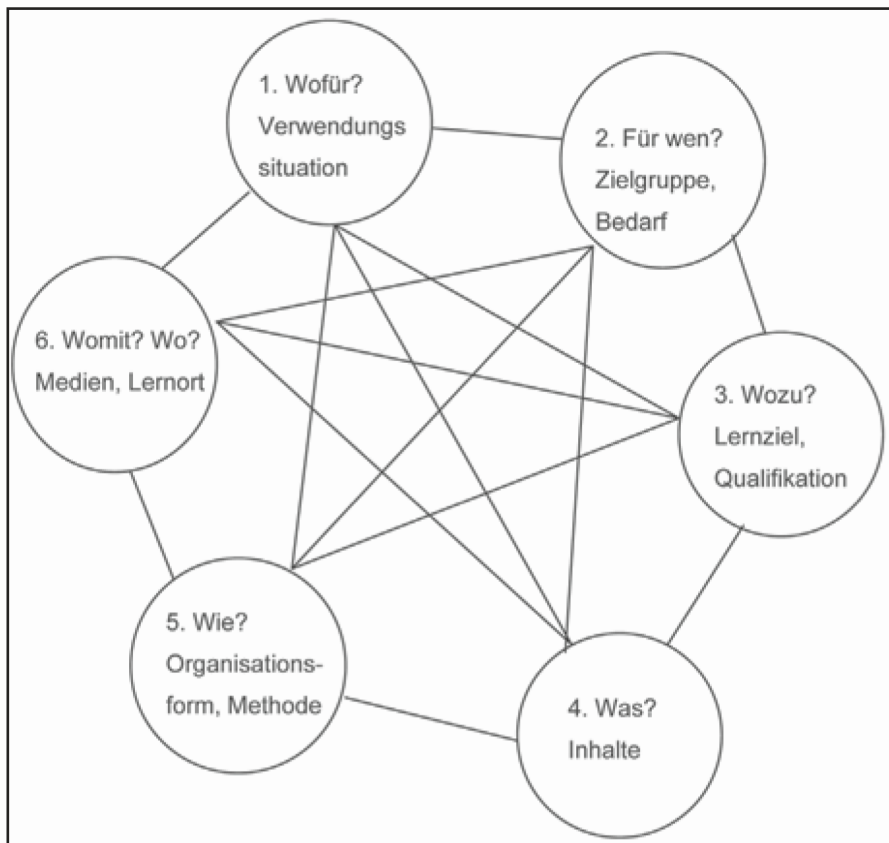 1. Wofür?
Verwendungs
situation
2. Für wen?
Zielgruppe,
Bedarf
3. Wozu?
Lernziel,
Qualifikation
4. Was?
Inhalte
5. Wie?
Organisations-
form, Methode
6. Womit? Wo?
Medien, Lernort